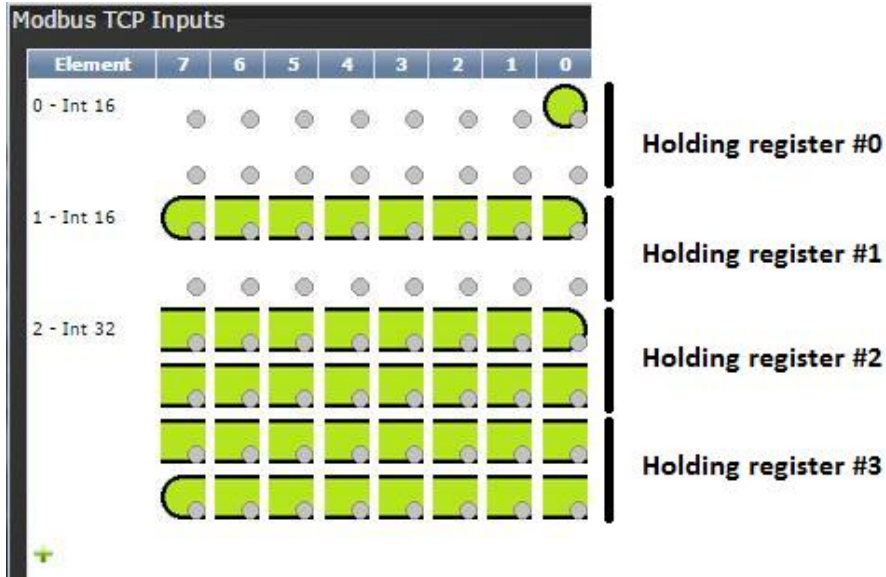 Modbus TCP Inputs
Element 7 6 5 4 3 2 1 0
0 - Int 16
Holding register #0
1 - Int 16
Holding register #1
2 - Int 32
Holding register #2
Holding register #3